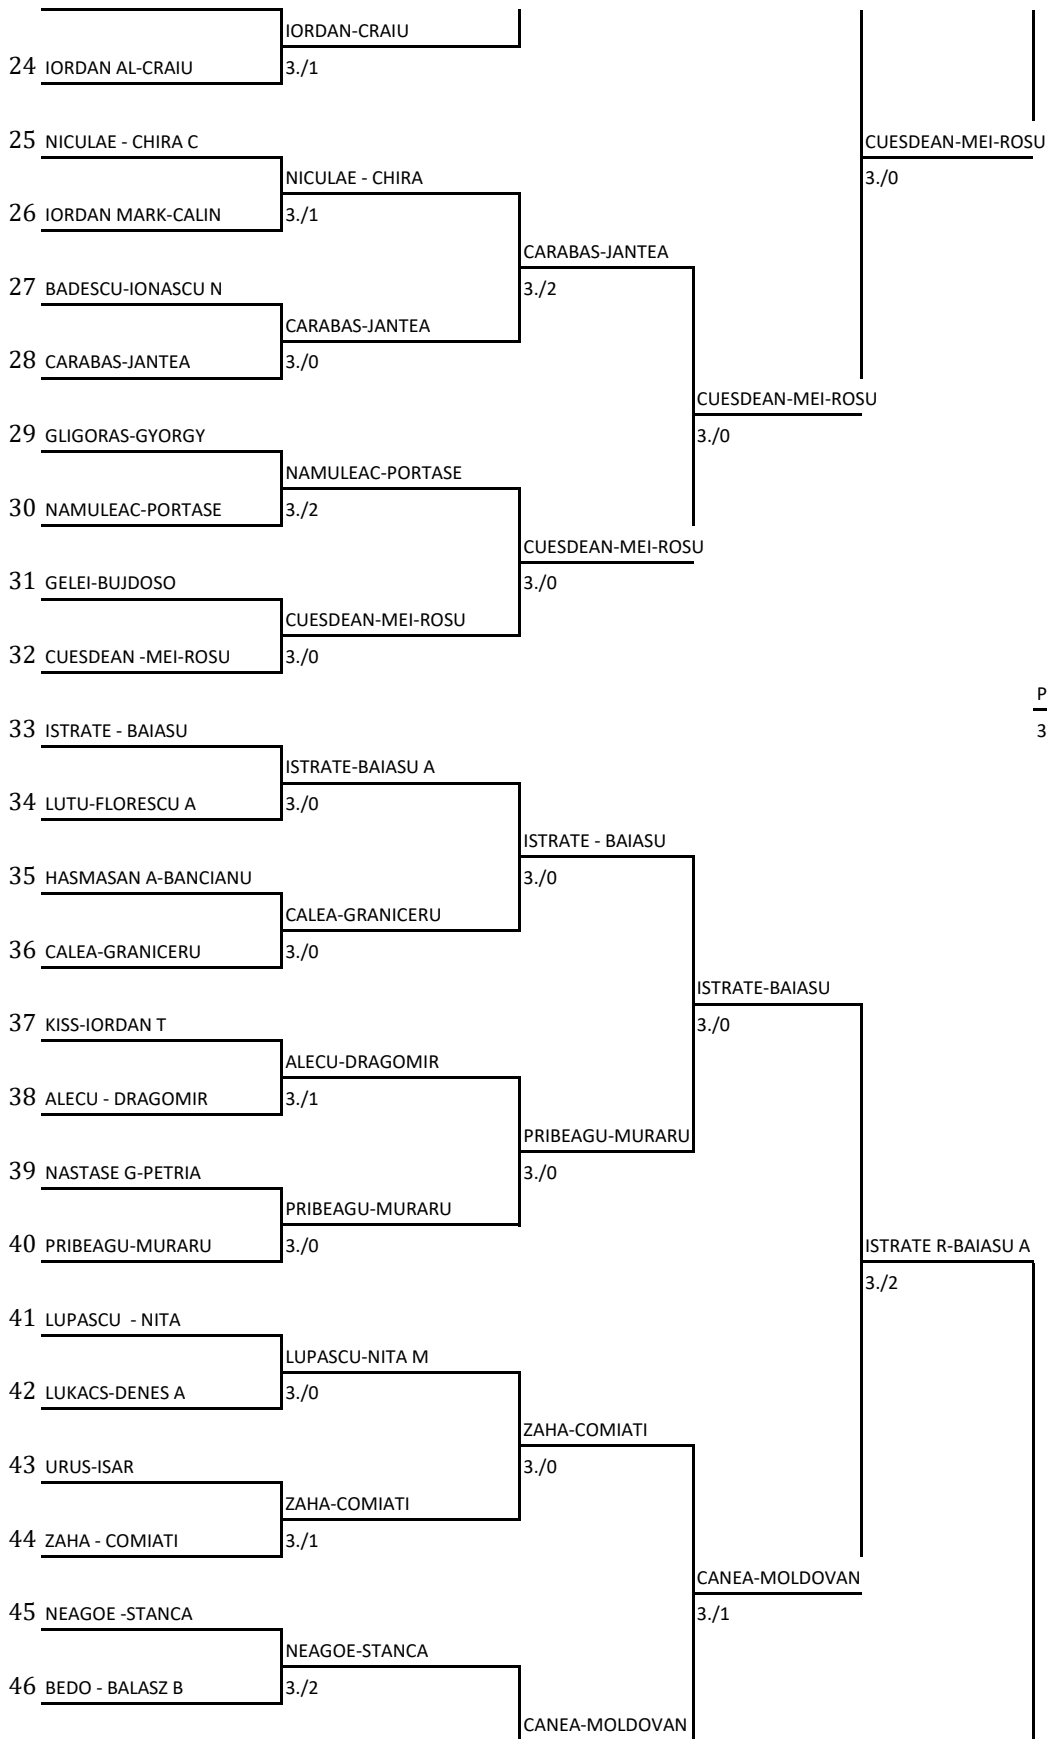 IORDAN-CRAIU
24 IORDAN AL-CRAIU
3./1
25 NICULAE - CHIRA C
CUESDEAN-MEI-ROSU
NICULAE - CHIRA
3./0
26 IORDAN MARK-CALIN
3./1
CARABAS-JANTEA
27 BADESCU-IONASCU N
3./2
CARABAS-JANTEA
28 CARABAS-JANTEA
3./0
CUESDEAN-MEI-ROSU
29 GLIGORAS-GYORGY
3./0
NAMULEAC-PORTASE
30 NAMULEAC-PORTASE
3./2
CUESDEAN-MEI-ROSU
31 GELEI-BUJDOSO
3./0
CUESDEAN-MEI-ROSU
32 CUESDEAN -MEI-ROSU
3./0
P
33 ISTRATE - BAIASU
3
ISTRATE-BAIASU A
34 LUTU-FLORESCU A
3./0
ISTRATE - BAIASU
35 HASMASAN A-BANCIANU
3./0
CALEA-GRANICERU
36 CALEA-GRANICERU
3./0
ISTRATE-BAIASU
37 KISS-IORDAN T
3./0
ALECU-DRAGOMIR
38 ALECU - DRAGOMIR
3./1
PRIBEAGU-MURARU
39 NASTASE G-PETRIA
3./0
PRIBEAGU-MURARU
40 PRIBEAGU-MURARU
3./0
ISTRATE R-BAIASU A
3./2
41 LUPASCU  - NITA
LUPASCU-NITA M
42 LUKACS-DENES A
3./0
ZAHA-COMIATI
43 URUS-ISAR
3./0
ZAHA-COMIATI
44 ZAHA - COMIATI
3./1
CANEA-MOLDOVAN
45 NEAGOE -STANCA
3./1
NEAGOE-STANCA
46 BEDO - BALASZ B
3./2
CANEA-MOLDOVAN